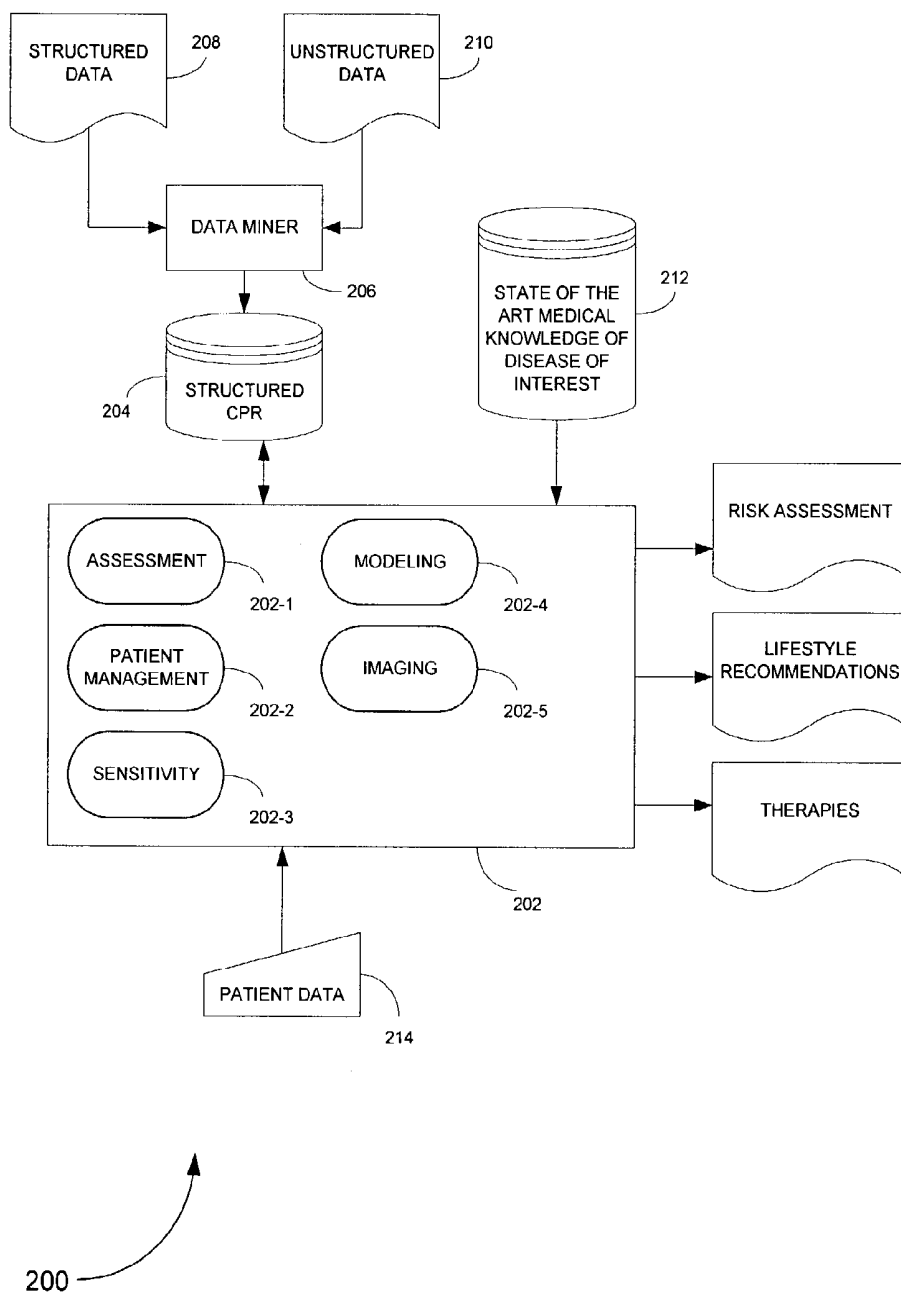 STRUCTURED
DATA
208
UNSTRUCTURED
DATA
210
DATA MINER
206
STATE OF THE
ART MEDICAL
KNOWLEDGE OF
DISEASE OF
INTEREST
212
STRUCTURED
CPR
204
ASSESSMENT
202-1
MODELING
202-4
PATIENT
MANAGEMENT
202-2
IMAGING
202-5
SENSITIVITY
202-3
RISK ASSESSMENT
LIFESTYLE
RECOMMENDATIONS
THERAPIES
202
PATIENT DATA
214
200